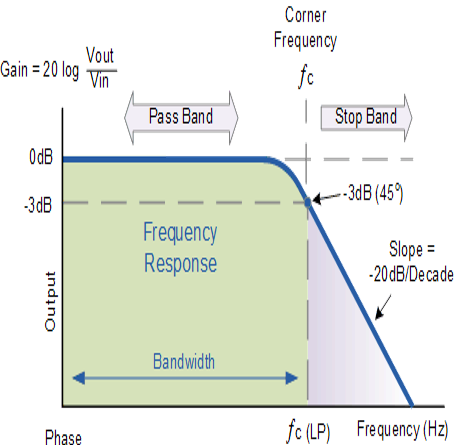 Corner
Frequency
fc
Gain = 20 log Vout
Vin
Pass Band
Stop Band
0dB
-3dB
-3dB (45°)
Frequency
Response
Slope =
-20dB/Decade
Output
Bandwidth
fc (LP)
Frequency (Hz)
Phase